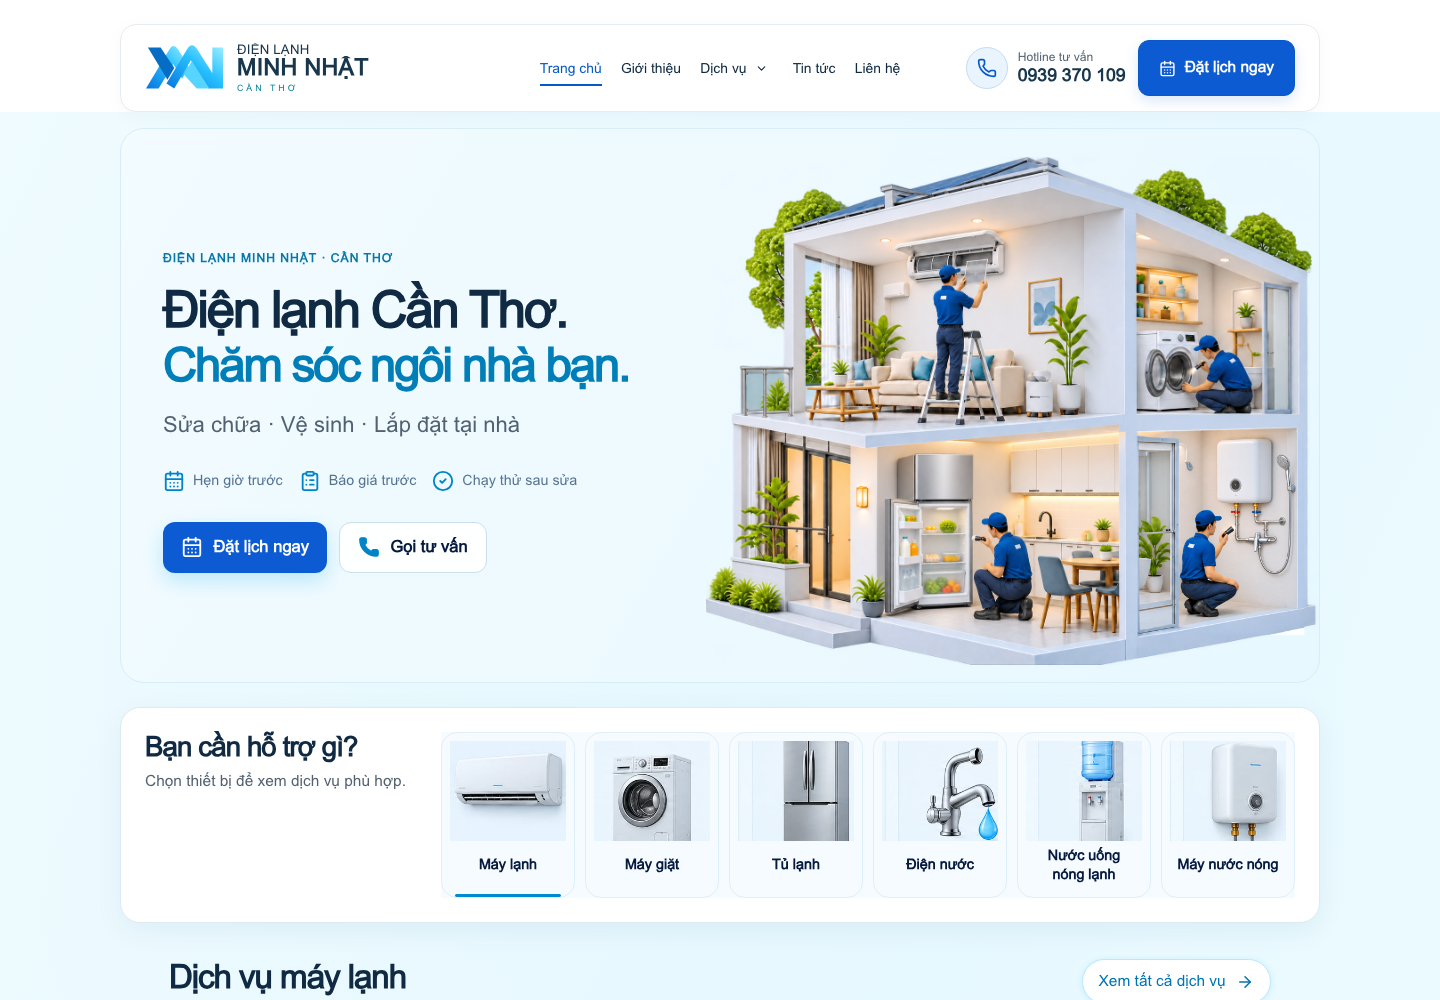 ĐIỆN LẠNH
MINH NHẬT
CẦN THƠ
Trang chủ
Giới thiệu
Dịch vụ
Tin tức
Liên hệ
Hotline tư vấn
0939 370 109
Đặt lịch ngay
ĐIỆN LẠNH MINH NHẬT · CẦN THƠ
Điện lạnh Cần Thơ.
Chăm sóc ngôi nhà bạn.
Sửa chữa · Vệ sinh · Lắp đặt tại nhà
Hẹn giờ trước
Báo giá trước
Chạy thử sau sửa
Đặt lịch ngay
Gọi tư vấn
Bạn cần hỗ trợ gì?
Chọn thiết bị để xem dịch vụ phù hợp.
Máy lạnh
Máy giặt
Tủ lạnh
Điện nước
Nước uống
nóng lạnh
Máy nước nóng
Dịch vụ máy lạnh
Xem tất cả dịch vụ